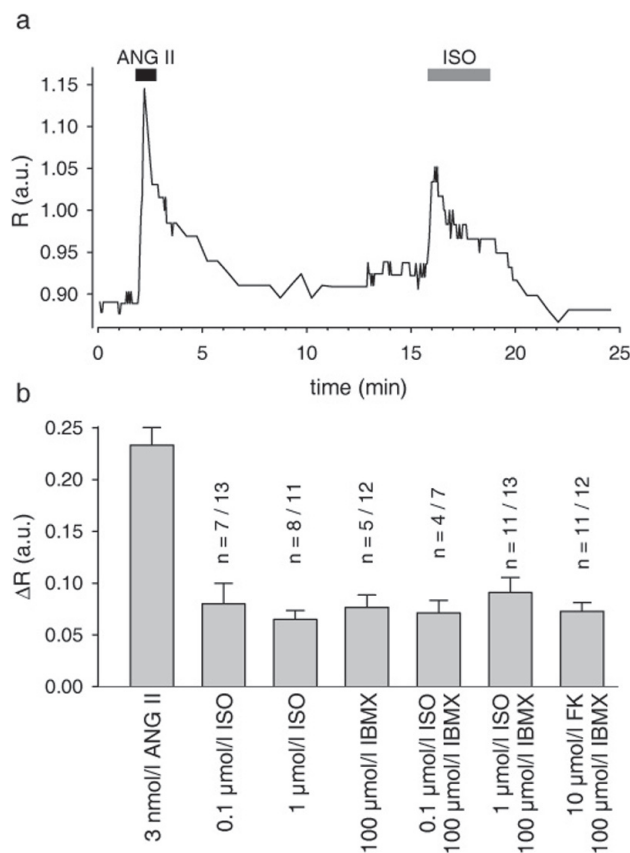 a
ANG II
ISO
1.15
1.10
1.05
1.00
0.95
0.90
R (a.u.)
0
5
10
15
20
25
time (min)
b
0.25
0.20
0.15
0.10
0.05
0.00
ΔR (a.u.)
n = 7 / 13
n = 8 / 11
n = 5 / 12
n = 4 / 7
n = 11 / 13
n = 11 / 12
3 nmol/l ANG II
0.1 µmol/l ISO
1 µmol/l ISO
100 µmol/l IBMX
0.1 µmol/l ISO
100 µmol/l IBMX
1 µmol/l ISO
100 µmol/l IBMX
10 µmol/l FK
100 µmol/l IBMX